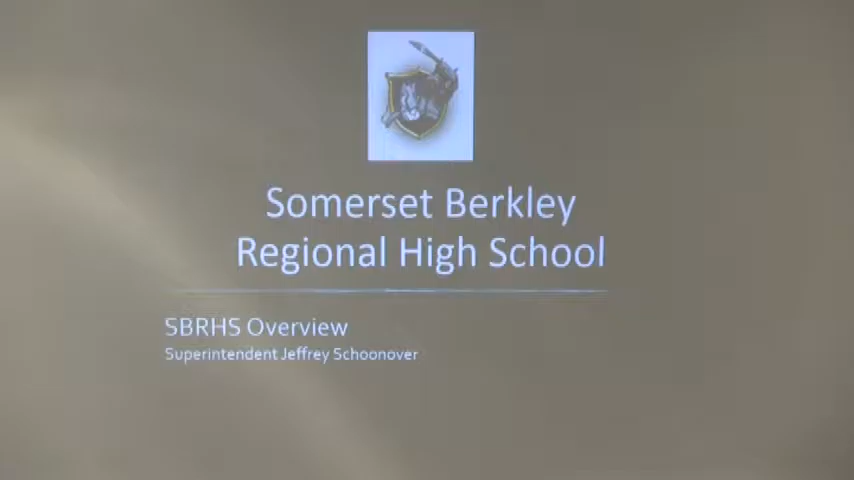 Somerset Berkley
Regional High School
SBRHS Overview
Superintendent Jeffrey Schoonover